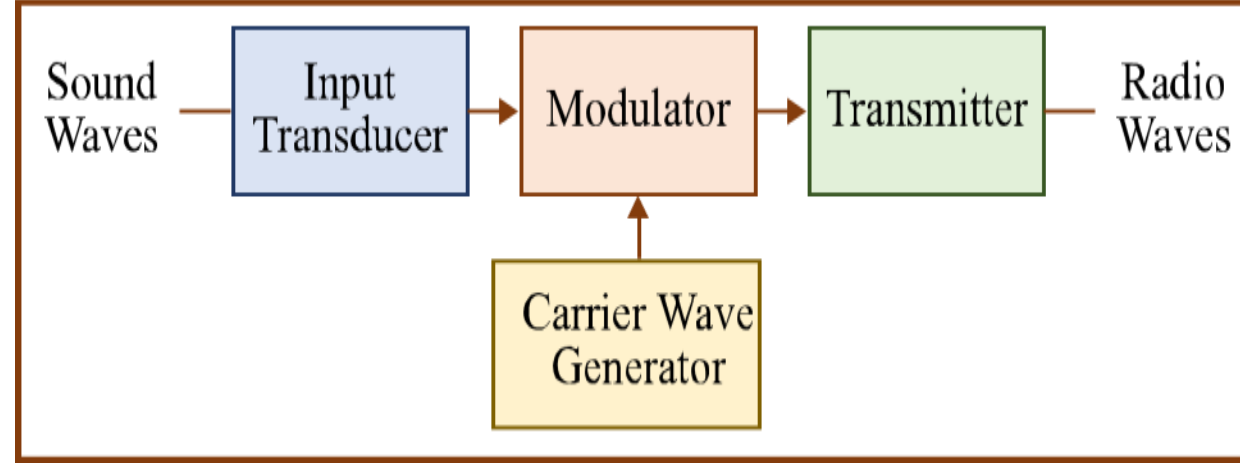 Sound
Waves
Input
Transducer
Modulator
Transmitter
Radio
Waves
Carrier Wave
Generator